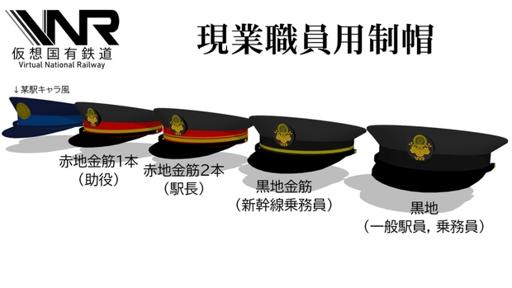 VNR
仮想国有鉄道
Virtual National Railway
現業職員用制帽
↓某駅キャラ風
赤地金筋1本
（助役）
赤地金筋2本
（駅長）
黒地金筋
（新幹線乗務員）
黒地
（一般駅員, 乗務員）